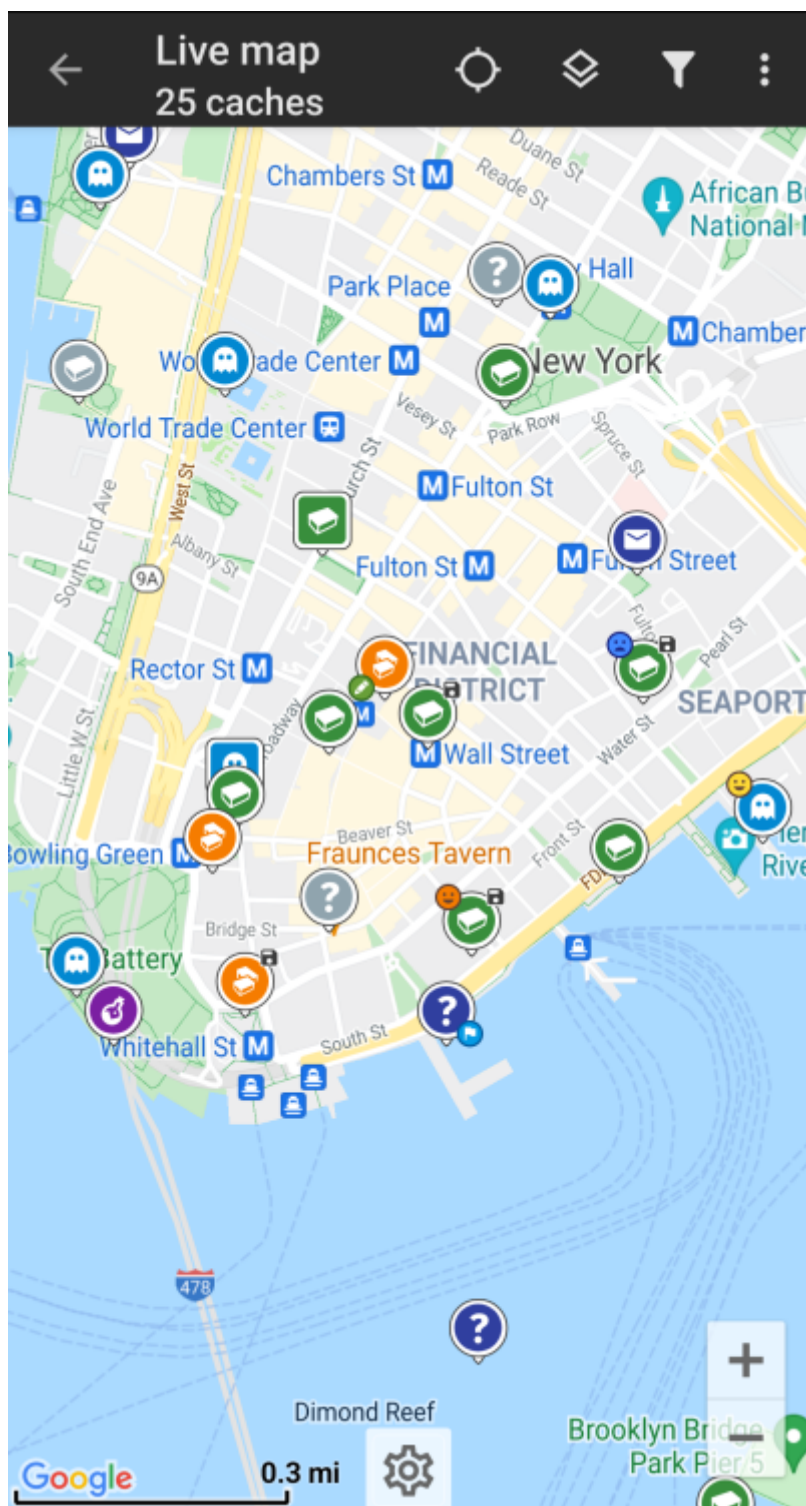 Live map
25 caches
Duane St
Chambers St M
Reade St
African Bu
National
Hall
Park Place
M
M Chamber
Wo ade Center M
New York
Vesey St
Park Row
Spruce St
World Trade Center
West St
Church St
M Fulton St
South End Ave
Albany St
9A
Fulton St M
M Fu n Street
Fulto
Pearl St
FINANCIAL
DISTRICT
Rector St M
SEAPORT
Broadway
Little W St
M Wall Street
Water St
Beaver St
Front St
Bowling Green M
Fraunces Tavern
Rive
FD
Bridge St
Battery
Whitehall St M
South St
478
Dimond Reef
Brooklyn Bridge
Park Pier 5
Google
0.3 mi